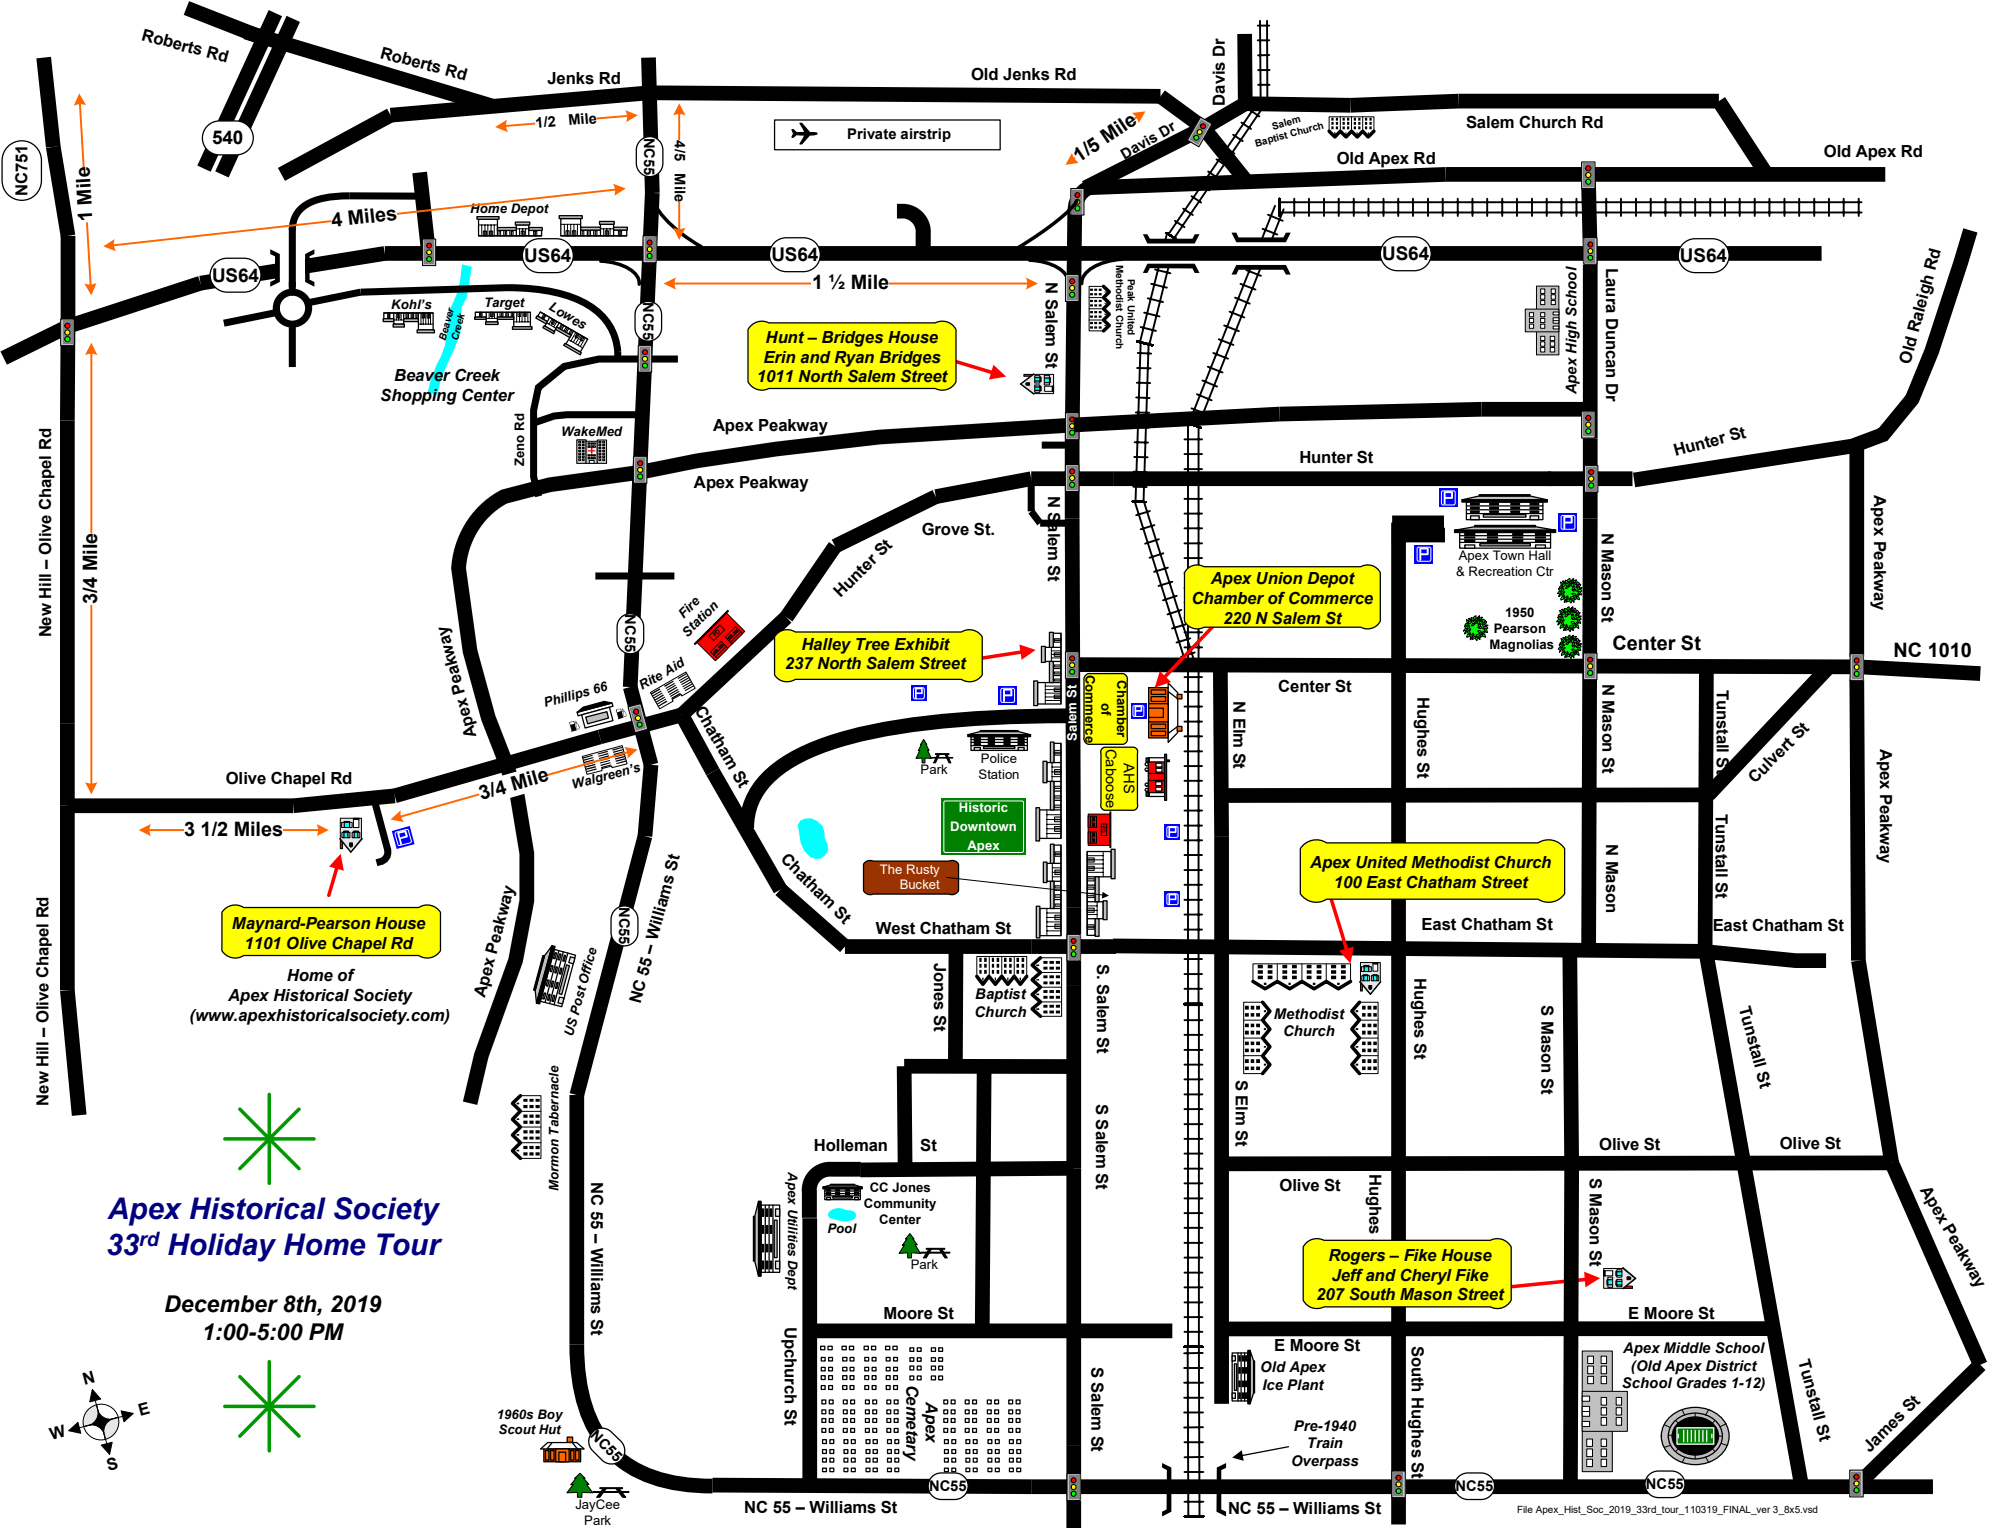 Roberts Rd
Roberts Rd
Jenks Rd
Old Jenks Rd
Davis Dr
540
1/2 Mile
4/5 Mile
NC55
Private airstrip
1/5 Mile
Davis Dr
Salem
Baptist Church
Salem Church Rd
Old Apex Rd
Old Apex Rd
NC751
1 Mile
4 Miles
Home Depot
US64
US64
US64
US64
US64
1 ½ Mile
Kohl's
Beaver
Creek
Target
Lowes
NC55
Beaver Creek
Shopping Center
N Salem St
Peak United
Methodist Church
Apex High School
Laura Duncan Dr
Old Raleigh Rd
Hunt – Bridges House
Erin and Ryan Bridges
1011 North Salem Street
New Hill – Olive Chapel Rd
3/4 Mile
Zeno Rd
WakeMed
Apex Peakway
Apex Peakway
Hunter St
Hunter St
Grove St.
Hunter St
N Salem St
P
P
P
Apex Town Hall
& Recreation Ctr
N Mason St
Apex Peakway
Apex Union Depot
Chamber of Commerce
220 N Salem St
1950
Pearson
Magnolias
Center St
NC 1010
Halley Tree Exhibit
237 North Salem Street
Fire
Station
NC55
Rite Aid
Phillips 66
Apex Peakway
Center St
P
P
Salem St
Chamber
of
Commerce
P
N Elm St
Hughes St
N Mason St
Tunstall St
Culvert St
Apex Peakway
Chatham St
Police
Station
Park
AHS
Caboose
Olive Chapel Rd
3/4 Mile
Walgreen's
3 1/2 Miles
P
Historic
Downtown
Apex
The Rusty
Bucket
P
P
Chatham St
N Mason
Tunstall St
Apex United Methodist Church
100 East Chatham Street
Maynard-Pearson House
1101 Olive Chapel Rd
Home of
Apex Historical Society
(www.apexhistoricalsociety.com)
New Hill – Olive Chapel Rd
Apex Peakway
NC55
NC 55 – Williams St
US Post Office
West Chatham St
East Chatham St
East Chatham St
Jones St
Baptist
Church
S. Salem St
Methodist
Church
Hughes St
S Mason St
Tunstall St
Mormon Tabernacle
S Salem St
S Elm St
Holleman St
Olive St
Olive St
Olive St
Apex Historical Society
33rd Holiday Home Tour
December 8th, 2019
1:00-5:00 PM
NC 55 – Williams St
Apex Utilities Dept
CC Jones
Community
Center
Pool
Park
Hughes
S Mason St
Apex Peakway
Rogers – Fike House
Jeff and Cheryl Fike
207 South Mason Street
Moore St
E Moore St
E Moore St
Upchurch St
Apex
Cemetary
S Salem St
Old Apex
Ice Plant
South Hughes St
Apex Middle School
(Old Apex District
School Grades 1-12)
Tunstall St
James St
N
E
W
S
1960s Boy
Scout Hut
NC55
JayCee
Park
Pre-1940
Train
Overpass
NC55
NC55
NC55
NC 55 – Williams St
NC 55 – Williams St
File Apex_Hist_Soc_2019_33rd_tour_110319_FINAL_ver 3_8x5.vsd